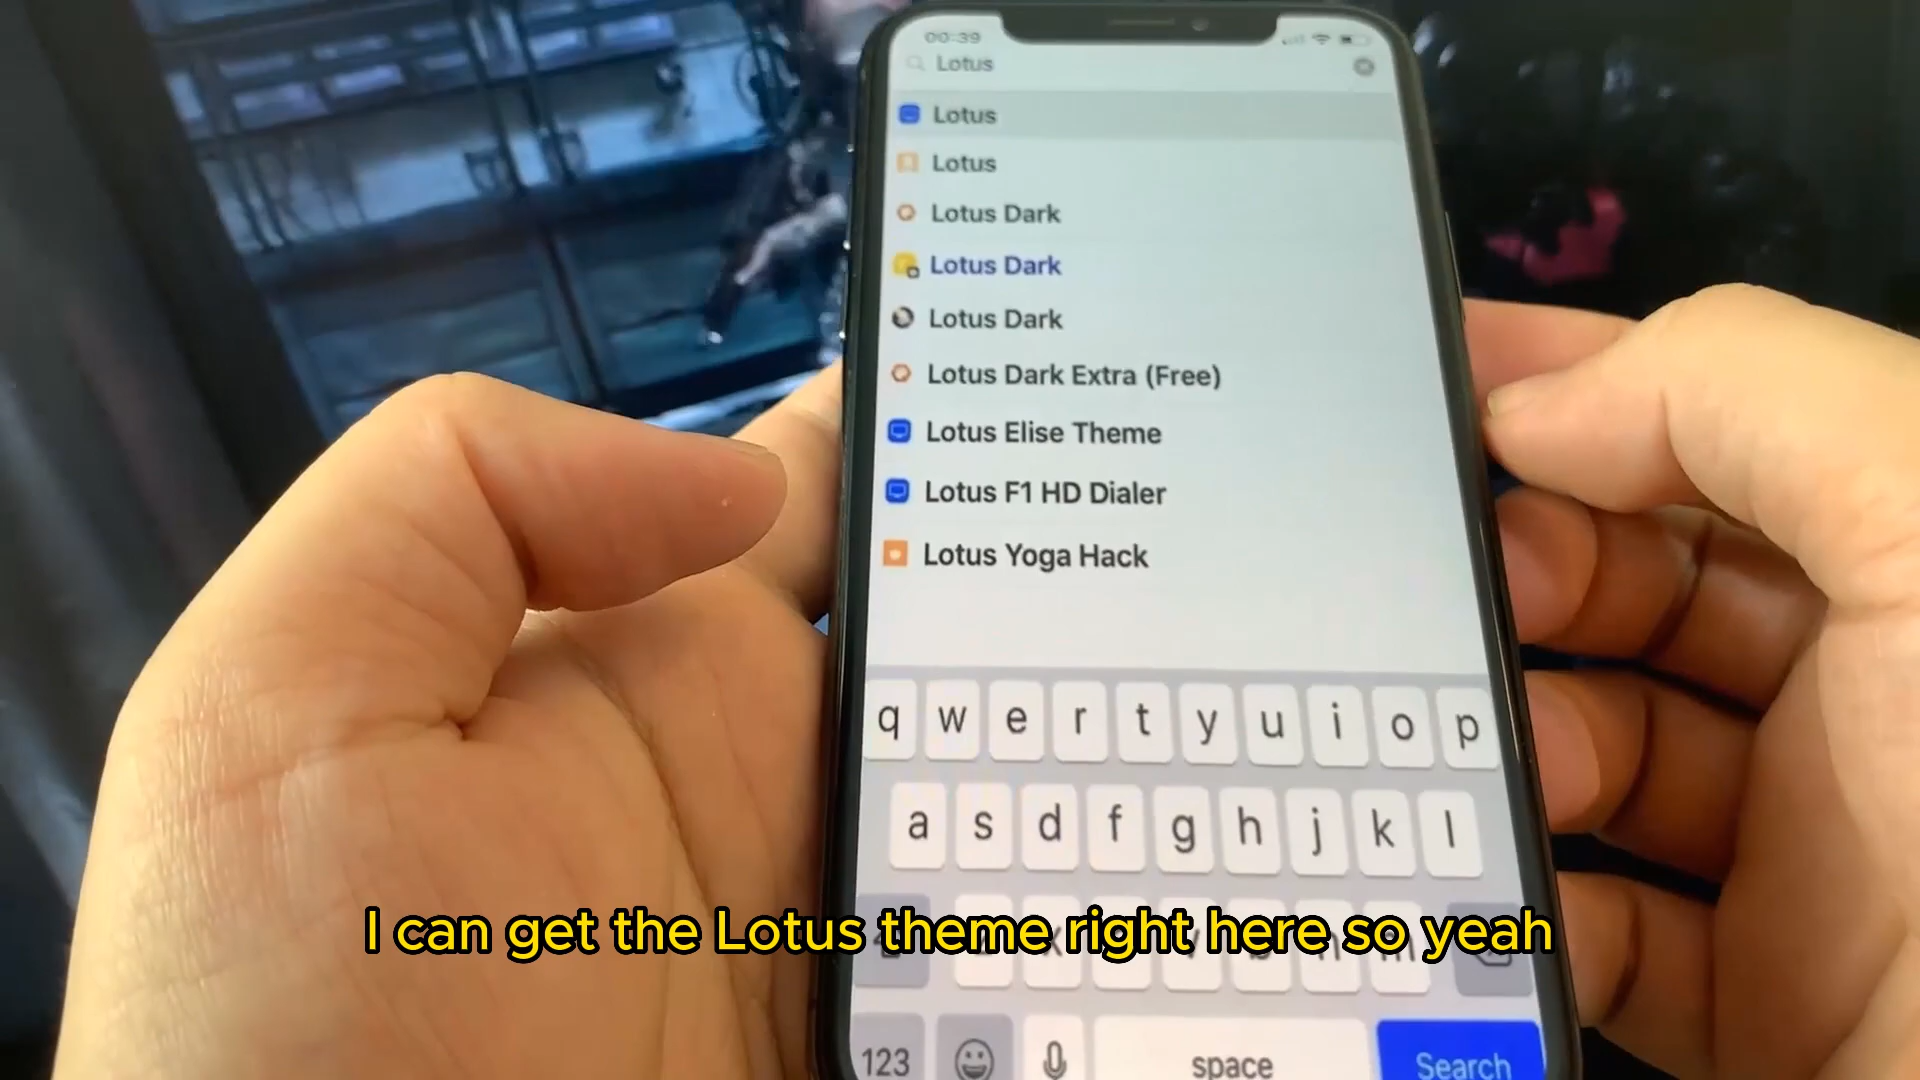 00:39
Lotus
Lotus
Lotus
Lotus Dark
Lotus Dark
Lotus Dark
Lotus Dark Extra (Free)
Lotus Elise Theme
Lotus F1 HD Dialer
Lotus Yoga Hack
q w e r t y u i o p
a s d f g h j k l
I can get the Lotus theme right here so yeah
123 space Search